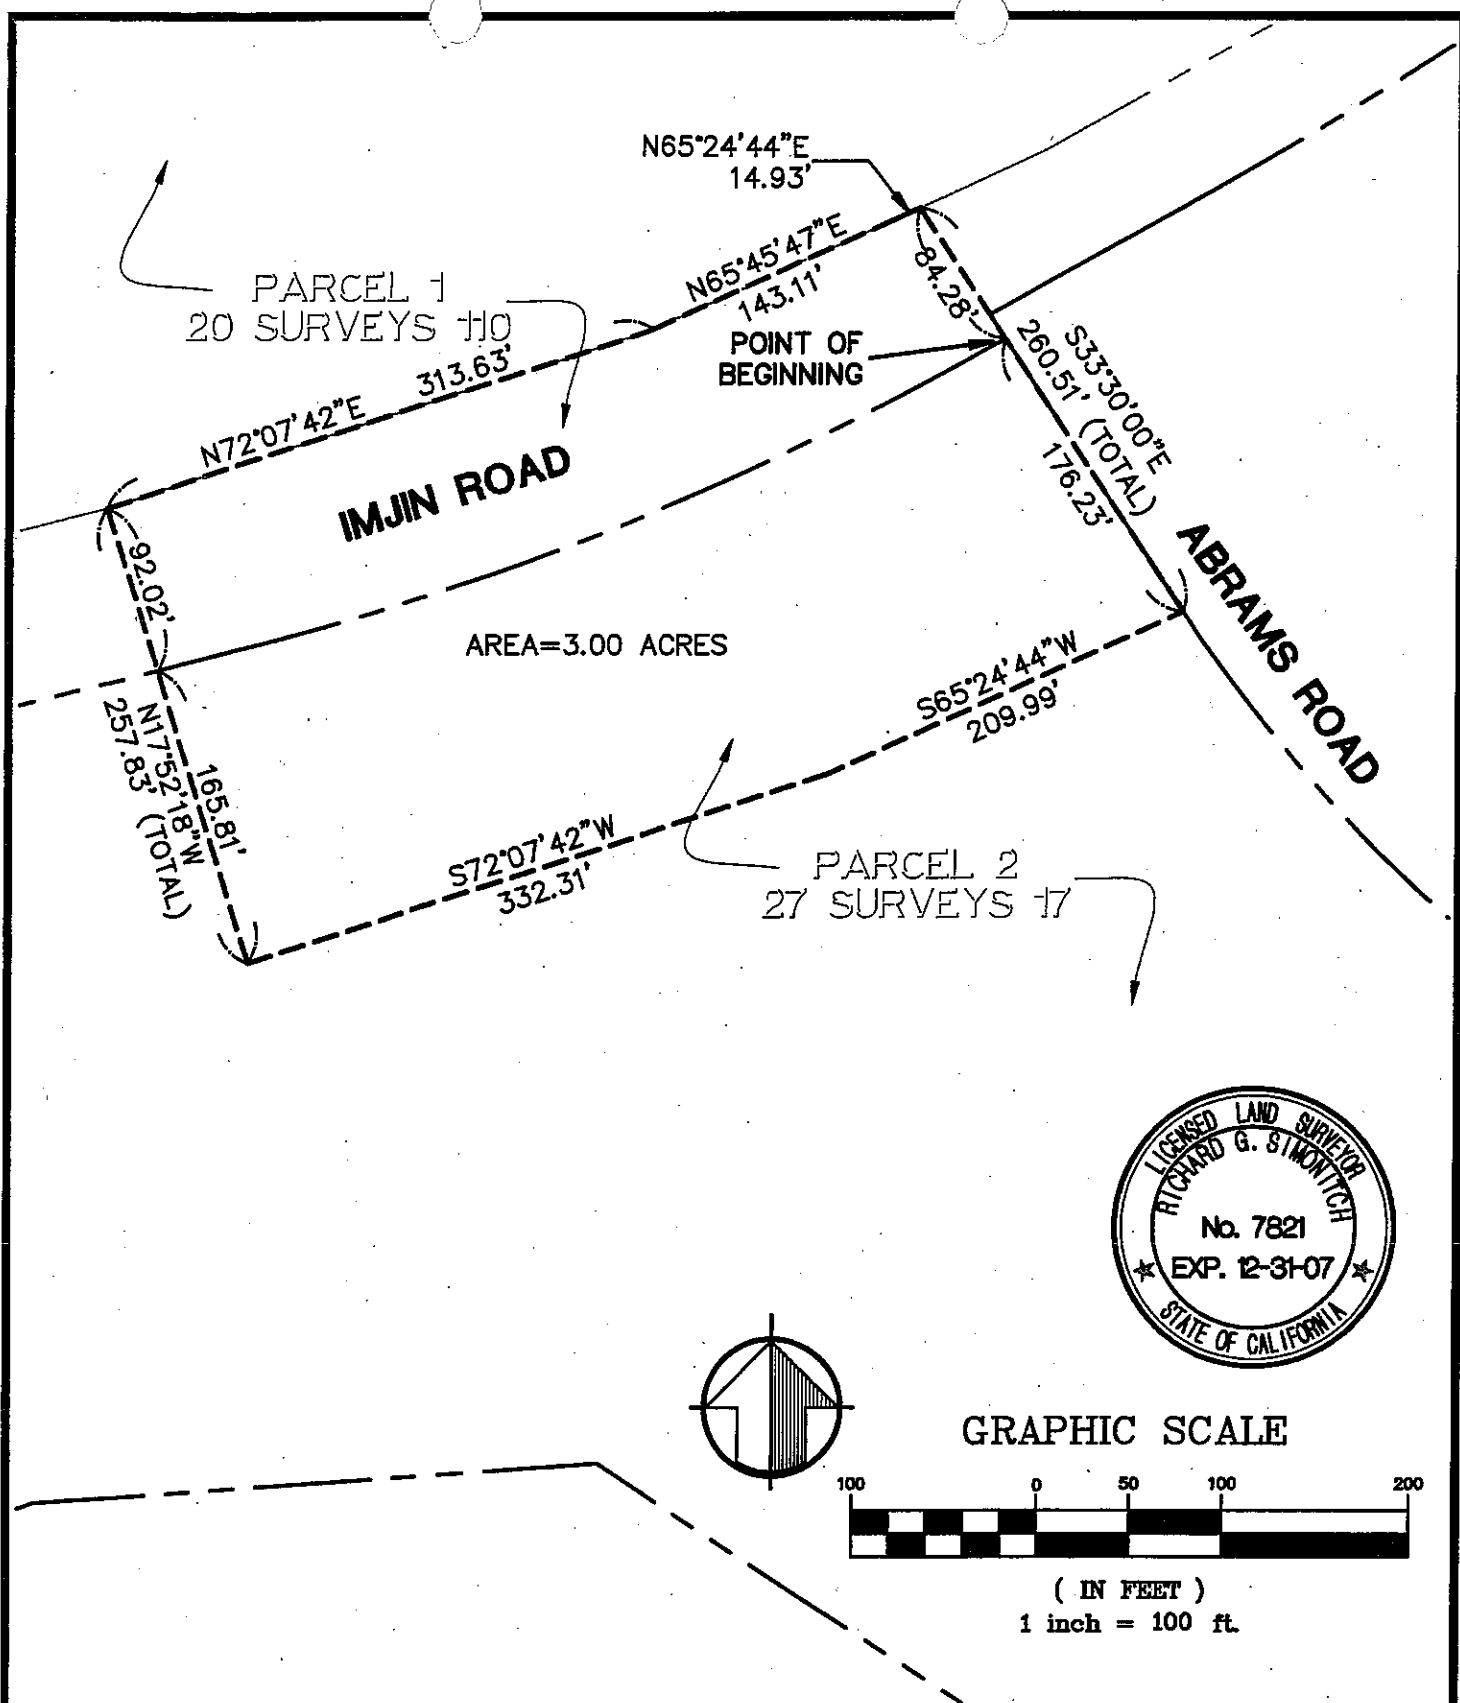 N65°24'44"E
14.93'
N65°45'47"E
143.11'
84.28'
PARCEL 1
20 SURVEYS 110
POINT OF
BEGINNING
S33°30'00"E
260.51' (TOTAL)
176.23'
N72°07'42"E 313.63'
IMJIN ROAD
ABRAMS ROAD
92.02'
AREA=3.00 ACRES
S65°24'44"W
209.99'
165.81'
N17°52'18"W
257.83' (TOTAL)
S72°07'42"W
332.31'
PARCEL 2
27 SURVEYS 17
LICENSED LAND SURVEYOR
RICHARD G. SIMONITCH
No. 7821
EXP. 12-31-07
STATE OF CALIFORNIA
GRAPHIC SCALE
100 0 50 100 200
( IN FEET )
1 inch = 100 ft.